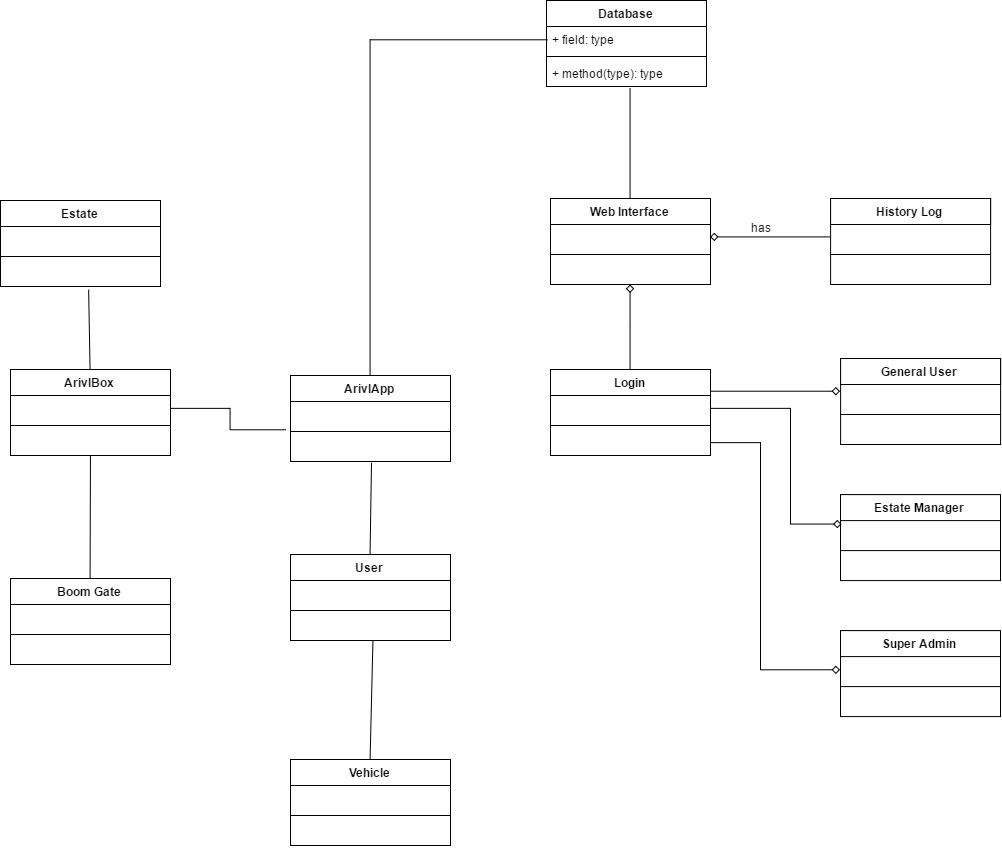 Database
+ field: type
+ method(type): type
Estate
Web Interface
has
History Log
ArivlBox
ArivlApp
Login
General User
Estate Manager
User
Boom Gate
Super Admin
Vehicle